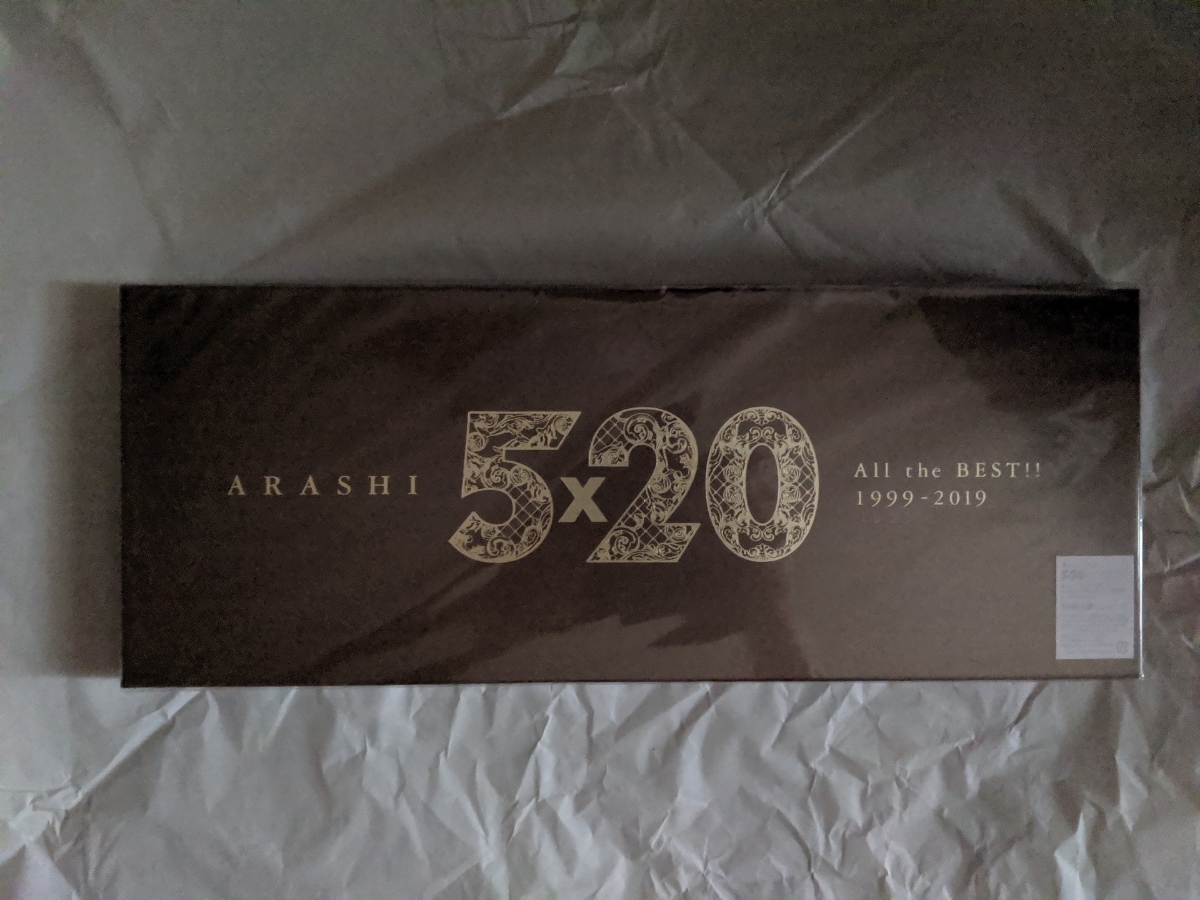 ARASHI
5x20
All the BEST!!
1999-2019